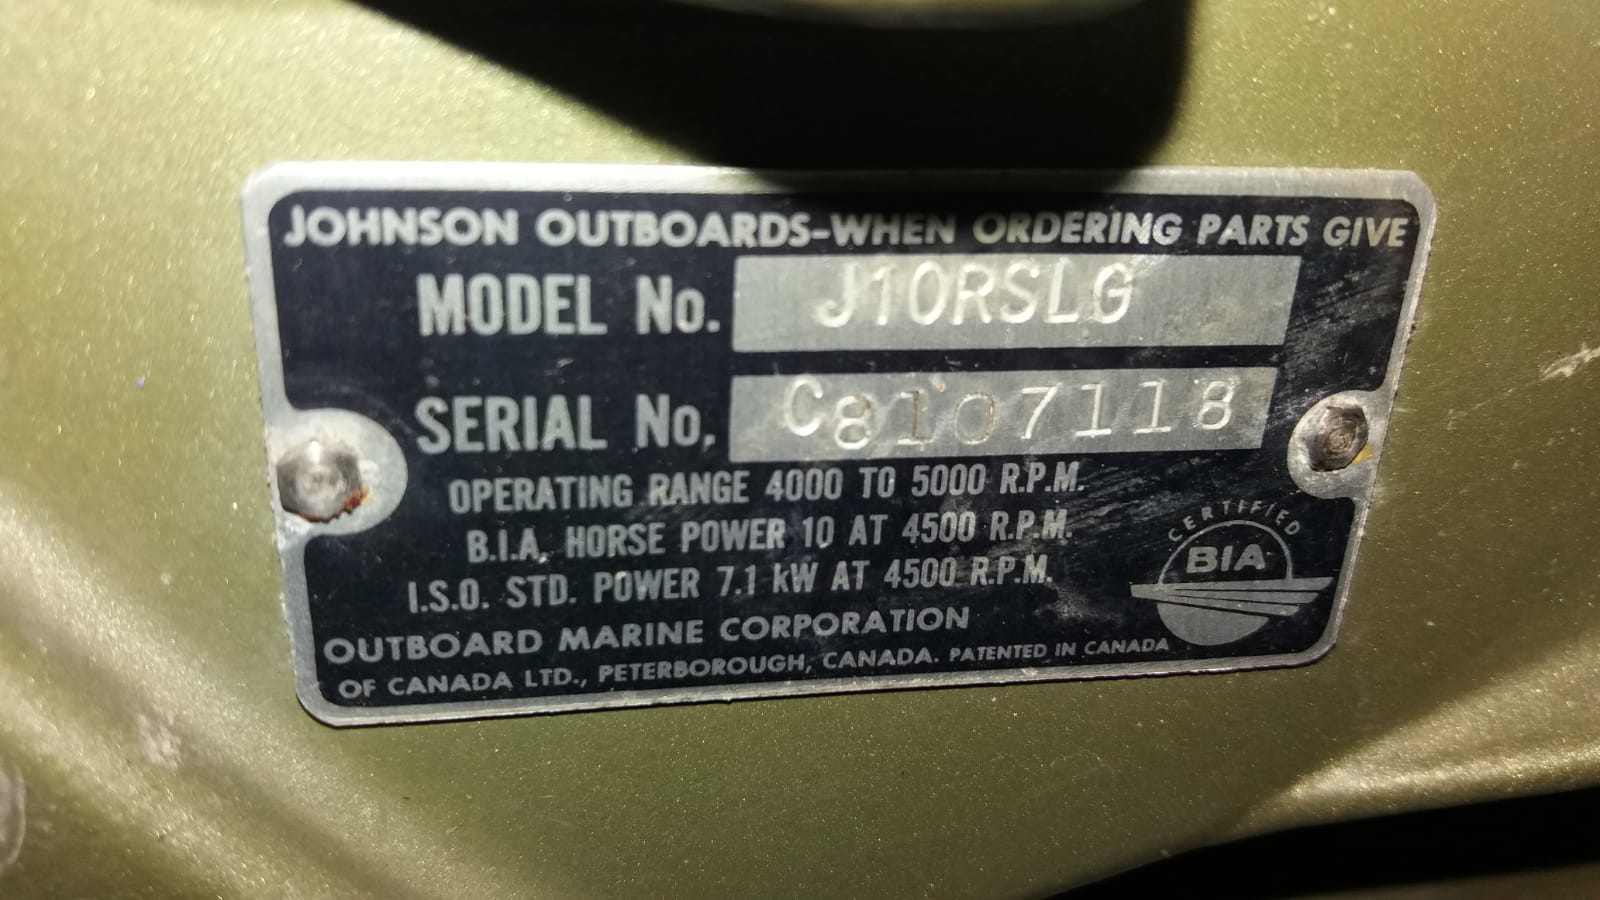 JOHNSON OUTBOARDS-WHEN ORDERING PARTS GIVE
MODEL No. J10RSLG
SERIAL No. C8107118
OPERATING RANGE 4000 TO 5000 R.P.M.
B.I.A. HORSE POWER 10 AT 4500 R.P.M.
I.S.O. STD. POWER 7.1 kW AT 4500 R.P.M.
OUTBOARD MARINE CORPORATION
OF CANADA LTD., PETERBOROUGH, CANADA. PATENTED IN CANADA
CERTIFIED
BIA